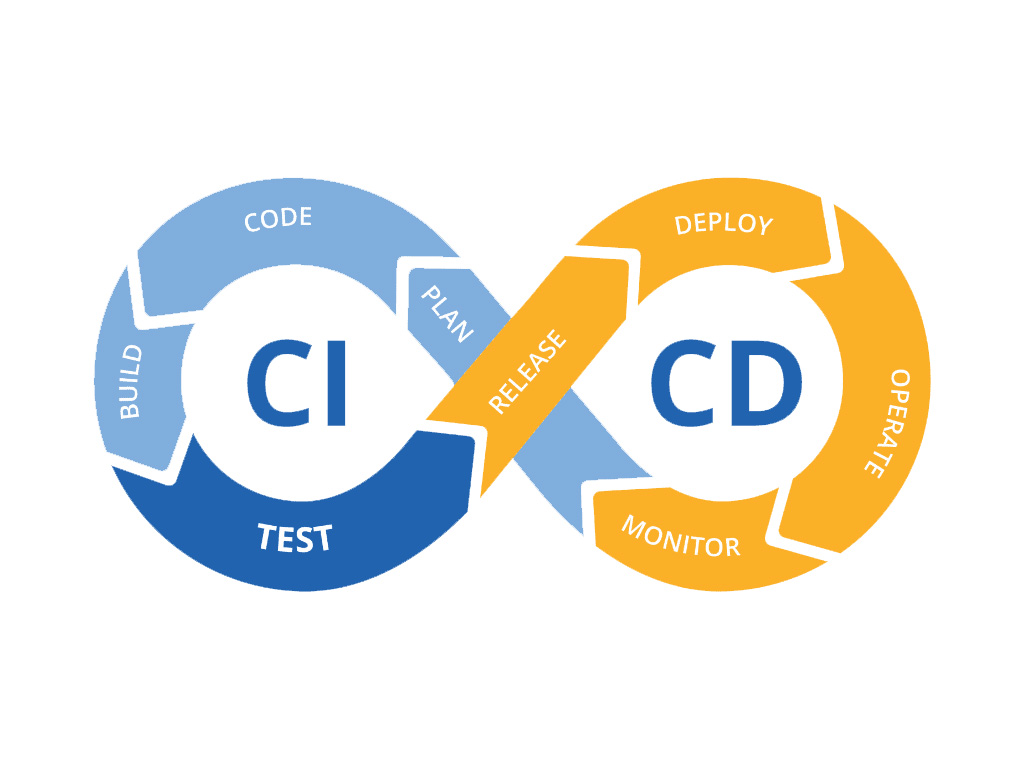 CODE
PLAN
BUILD
CI
TEST
RELEASE
DEPLOY
OPERATE
CD
MONITOR